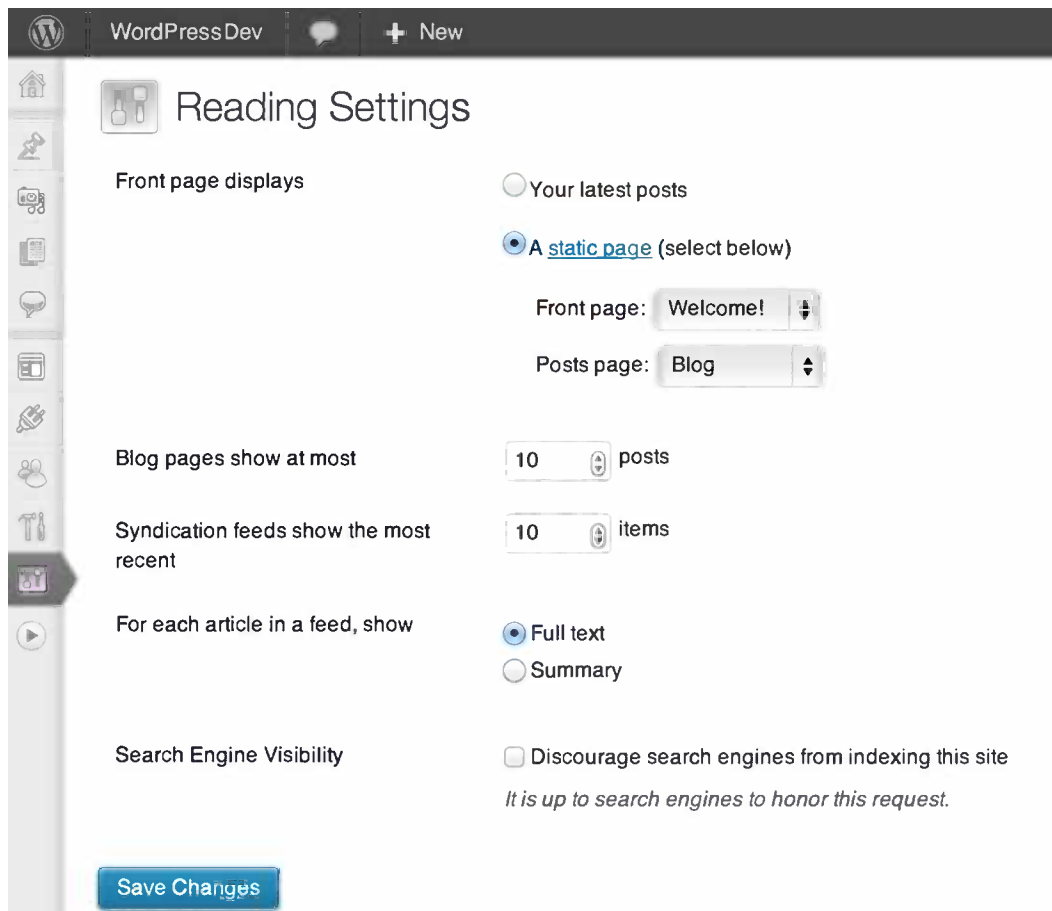 WordPressDev
New
Reading Settings
Front page displays
Your latest posts
A static page (select below)
Front page: Welcome!
Posts page: Blog
Blog pages show at most 10 posts
Syndication feeds show the most 10 items
recent
For each article in a feed, show
Full text
Summary
Search Engine Visibility
Discourage search engines from indexing this site
It is up to search engines to honor this request.
Save Changes